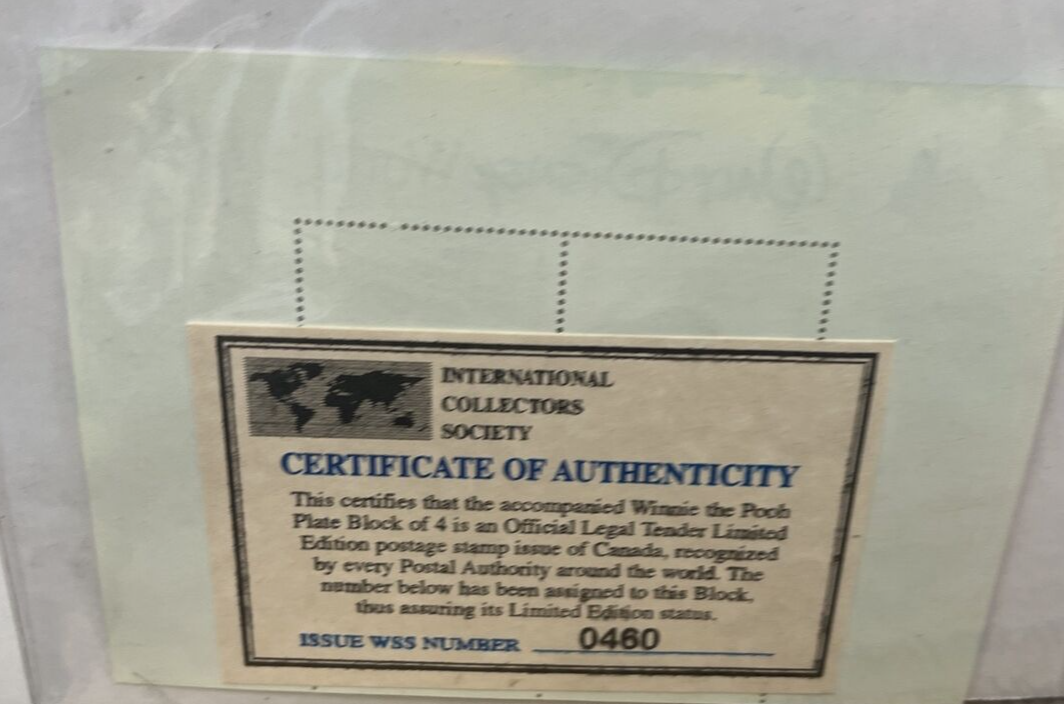 INTERNATIONAL
COLLECTORS
SOCIETY
CERTIFICATE OF AUTHENTICITY
This certifies that the accompanied Winnie the Pooh
Plate Block of 4 is an Official Legal Tender Limited
Edition postage stamp issue of Canada, recognized
by every Postal Authority around the world. The
number below has been assigned to this Block,
thus assuring its Limited Edition status.
ISSUE WSS NUMBER 0460